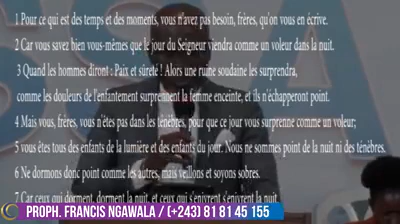 1 Pour ce qui est des temps et des moments, vous n'avez pas besoin, frères, qu'on vous en écrive.
2 Car vous savez bien vous-mêmes que le jour du Seigneur viendra comme un voleur dans la nuit.
3 Quand les hommes diront : Paix et sûreté ! Alors une ruine soudaine les surprendra,
comme les douleurs de l'enfantement surprennent la femme enceinte, et ils n'échapperont point.
4 Mais vous, frères, vous n'êtes pas dans les ténèbres, pour que ce jour vous surprenne comme un voleur;
5 vous êtes tous des enfants de la lumière et des enfants du jour. Nous ne sommes point de la nuit ni des ténèbres.
6 Ne dormons donc point comme les autres, mais veillons et soyons sobres.
7 Car ceux qui dorment, dorment la nuit, et ceux qui s'enivrent s'enivrent la nuit.
PROPH. FRANCIS NGAWALA / (+243) 81 81 45 155